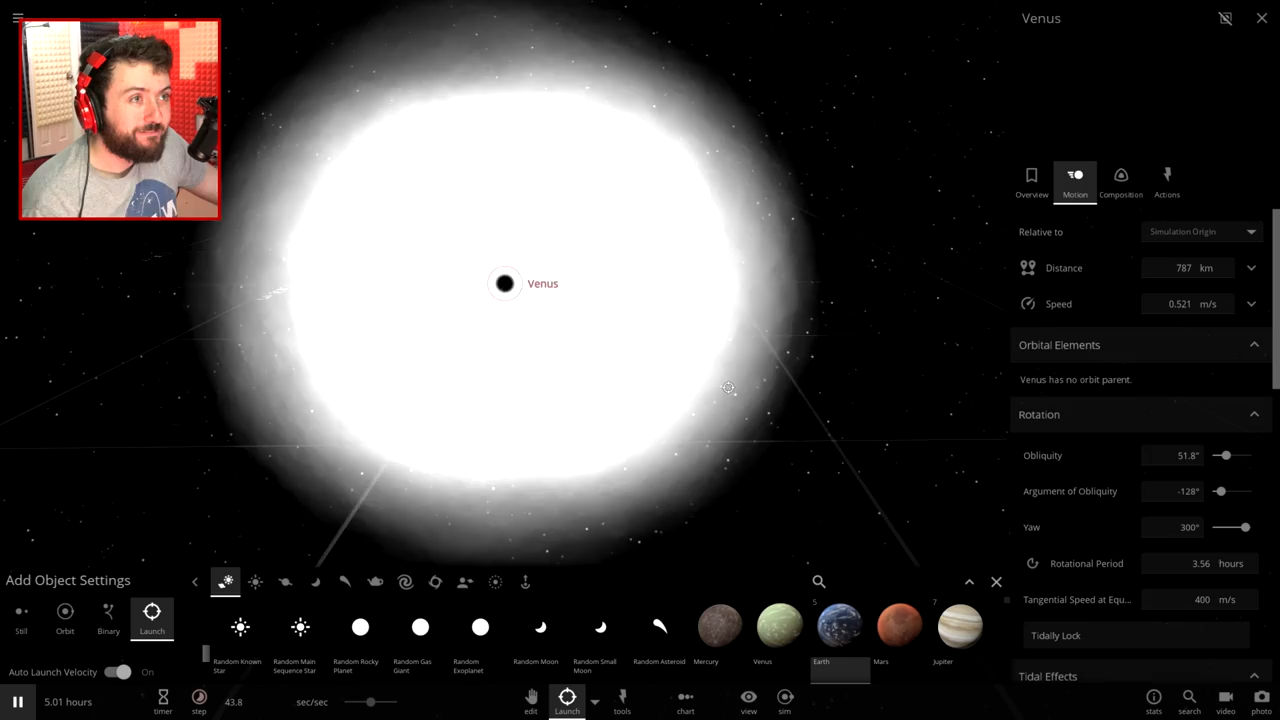 Venus
Overview
Motion
Composition
Actions
Relative to
Simulation Origin
Distance
787 km
Speed
0.521 m/s
Venus
Orbital Elements
Venus has no orbit parent.
Rotation
Obliquity
51.8°
Argument of Obliquity
-128°
Yaw
300°
Rotational Period
3.56 hours
Tangential Speed at Equ...
400 m/s
Tidally Lock
Tidal Effects
Add Object Settings
Still
Orbit
Binary
Launch
Auto Launch Velocity
On
Random Known
Star
Random Main
Sequence Star
Random Rocky
Planet
Random Gas
Giant
Random
Exoplanet
Random Moon
Random Small
Moon
Random Asteroid
Mercury
Venus
5
Earth
Mars
7
Jupiter
5.01 hours
timer
step
43.8
sec/sec
edit
Launch
tools
chart
view
sim
stats
search
video
photo